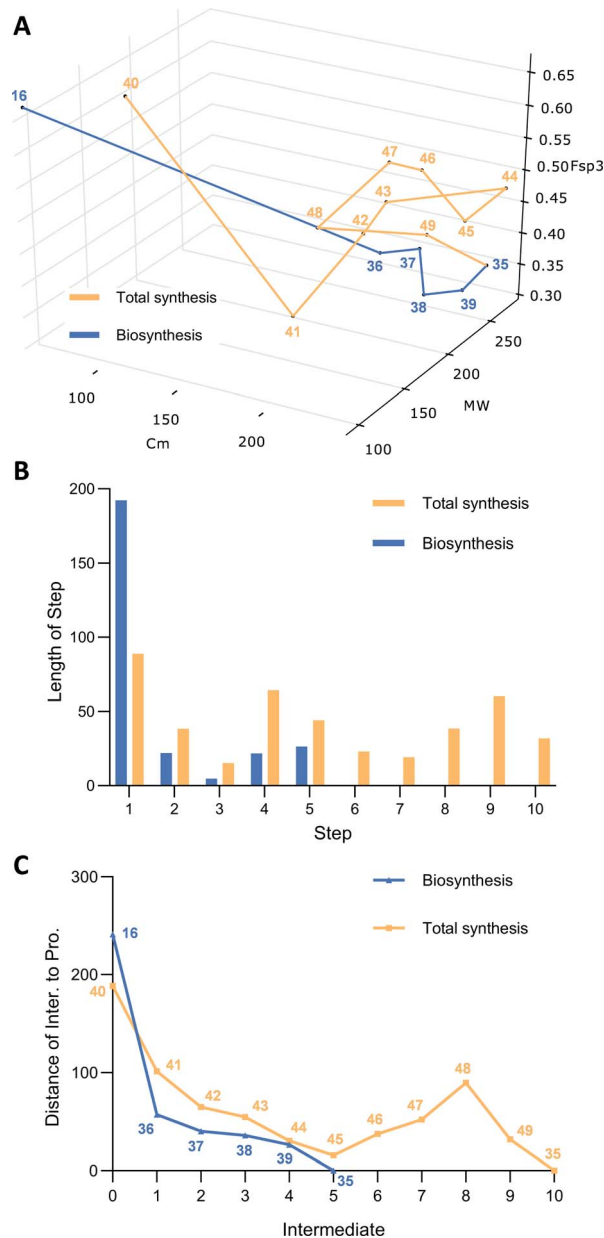 A
16
40
0.65
0.60
0.55
0.50 Fsp3
0.45
0.40
0.35
0.30
47 46 44
43
48 42 49 45
36 37 35
38 39
41
Total synthesis
Biosynthesis
250
200
MW
150
100
100
150
200
Cm
B
200
150
100
50
0
Length of Step
Total synthesis
Biosynthesis
1 2 3 4 5 6 7 8 9 10
Step
C
300
200
100
0
Distance of Inter. to Pro.
Biosynthesis
Total synthesis
16
40
41
42
43
44
45
46
47
48
49
35
36
37
38
39
35
0 1 2 3 4 5 6 7 8 9 10
Intermediate